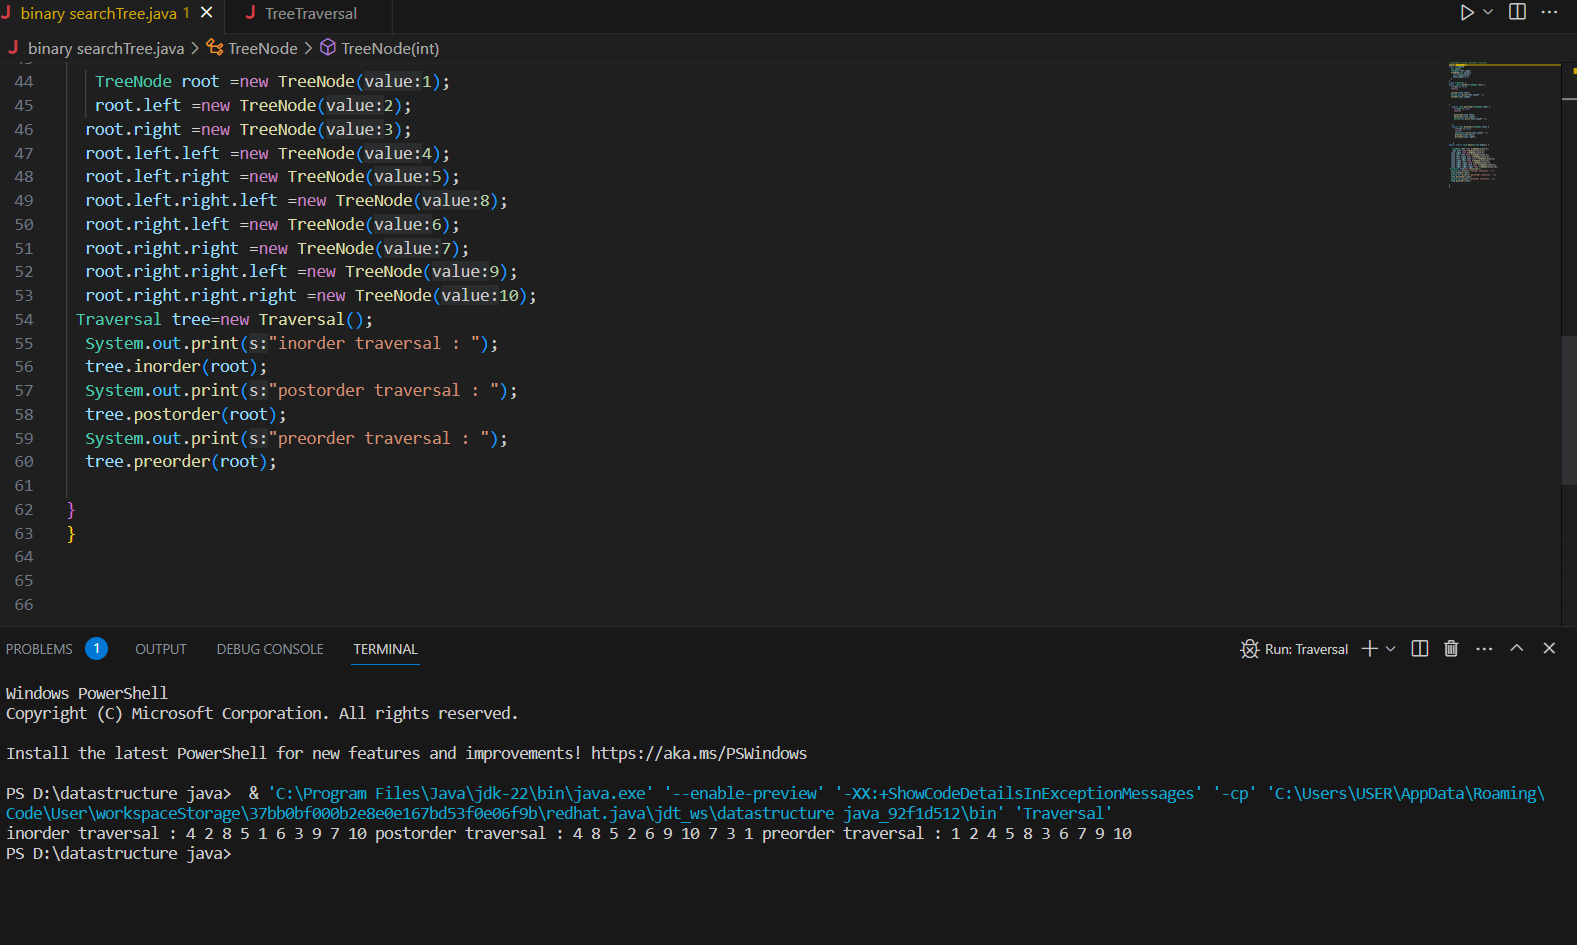 binary searchTree.java 1
TreeTraversal
binary searchTree.java > TreeNode > TreeNode(int)
44 TreeNode root =new TreeNode(value:1);
45 root.left =new TreeNode(value:2);
46 root.right =new TreeNode(value:3);
47 root.left.left =new TreeNode(value:4);
48 root.left.right =new TreeNode(value:5);
49 root.left.right.left =new TreeNode(value:8);
50 root.right.left =new TreeNode(value:6);
51 root.right.right =new TreeNode(value:7);
52 root.right.right.left =new TreeNode(value:9);
53 root.right.right.right =new TreeNode(value:10);
54 Traversal tree=new Traversal();
55 System.out.print(s:"inorder traversal : ");
56 tree.inorder(root);
57 System.out.print(s:"postorder traversal : ");
58 tree.postorder(root);
59 System.out.print(s:"preorder traversal : ");
60 tree.preorder(root);
61
62 }
63 }
64
65
66
PROBLEMS 1 OUTPUT DEBUG CONSOLE TERMINAL Run: Traversal
Windows PowerShell
Copyright (C) Microsoft Corporation. All rights reserved.
Install the latest PowerShell for new features and improvements! https://aka.ms/PSWindows
PS D:\datastructure java>  & 'C:\Program Files\Java\jdk-22\bin\java.exe' '--enable-preview' '-XX:+ShowCodeDetailsInExceptionMessages' '-cp' 'C:\Users\USER\AppData\Roaming\
Code\User\workspaceStorage\37bb0bf000b2e8e0e167bd53f0e06f9b\redhat.java\jdt_ws\datastructure java_92f1d512\bin' 'Traversal'
inorder traversal : 4 2 8 5 1 6 3 9 7 10 postorder traversal : 4 8 5 2 6 9 10 7 3 1 preorder traversal : 1 2 4 5 8 3 6 7 9 10
PS D:\datastructure java>